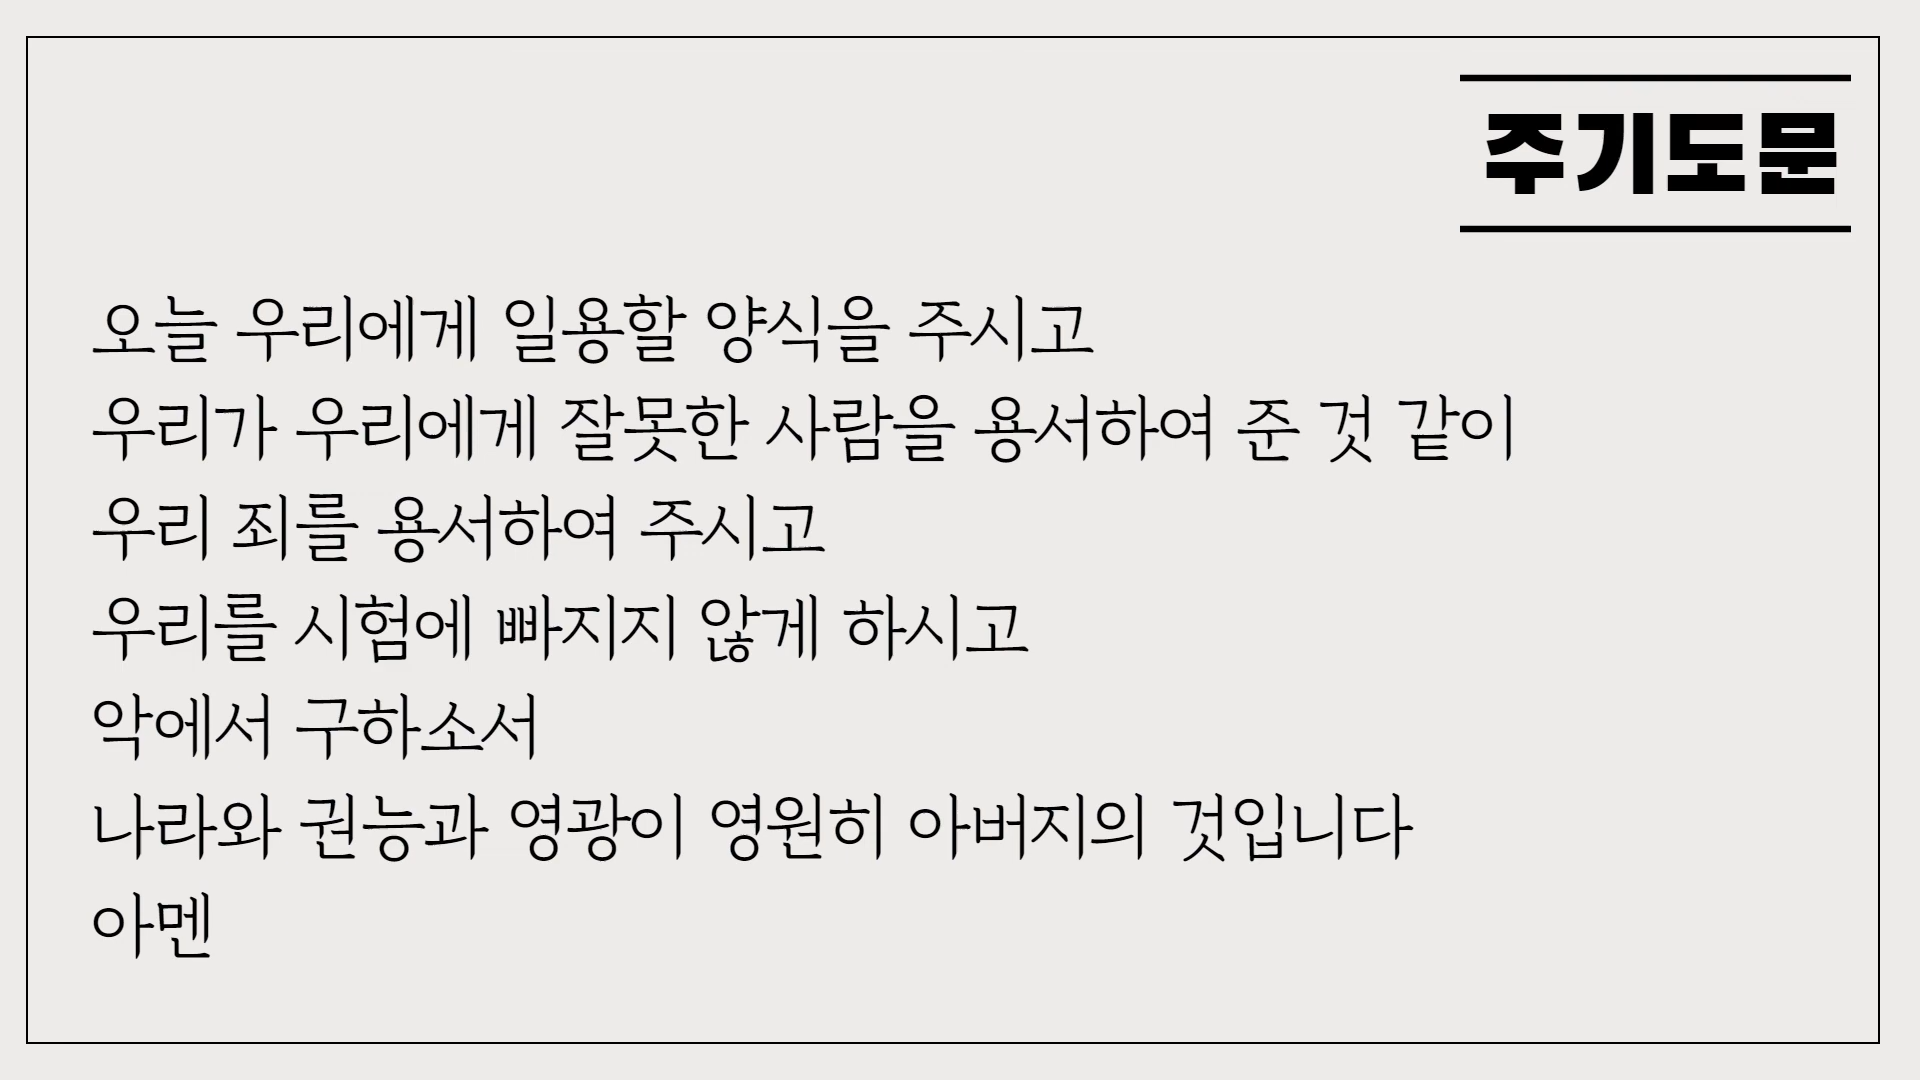 주기도문
오늘 우리에게 일용할 양식을 주시고
우리가 우리에게 잘못한 사람을 용서하여 준 것 같이
우리 죄를 용서하여 주시고
우리를 시험에 빠지지 않게 하시고
악에서 구하소서
나라와 권능과 영광이 영원히 아버지의 것입니다
아멘